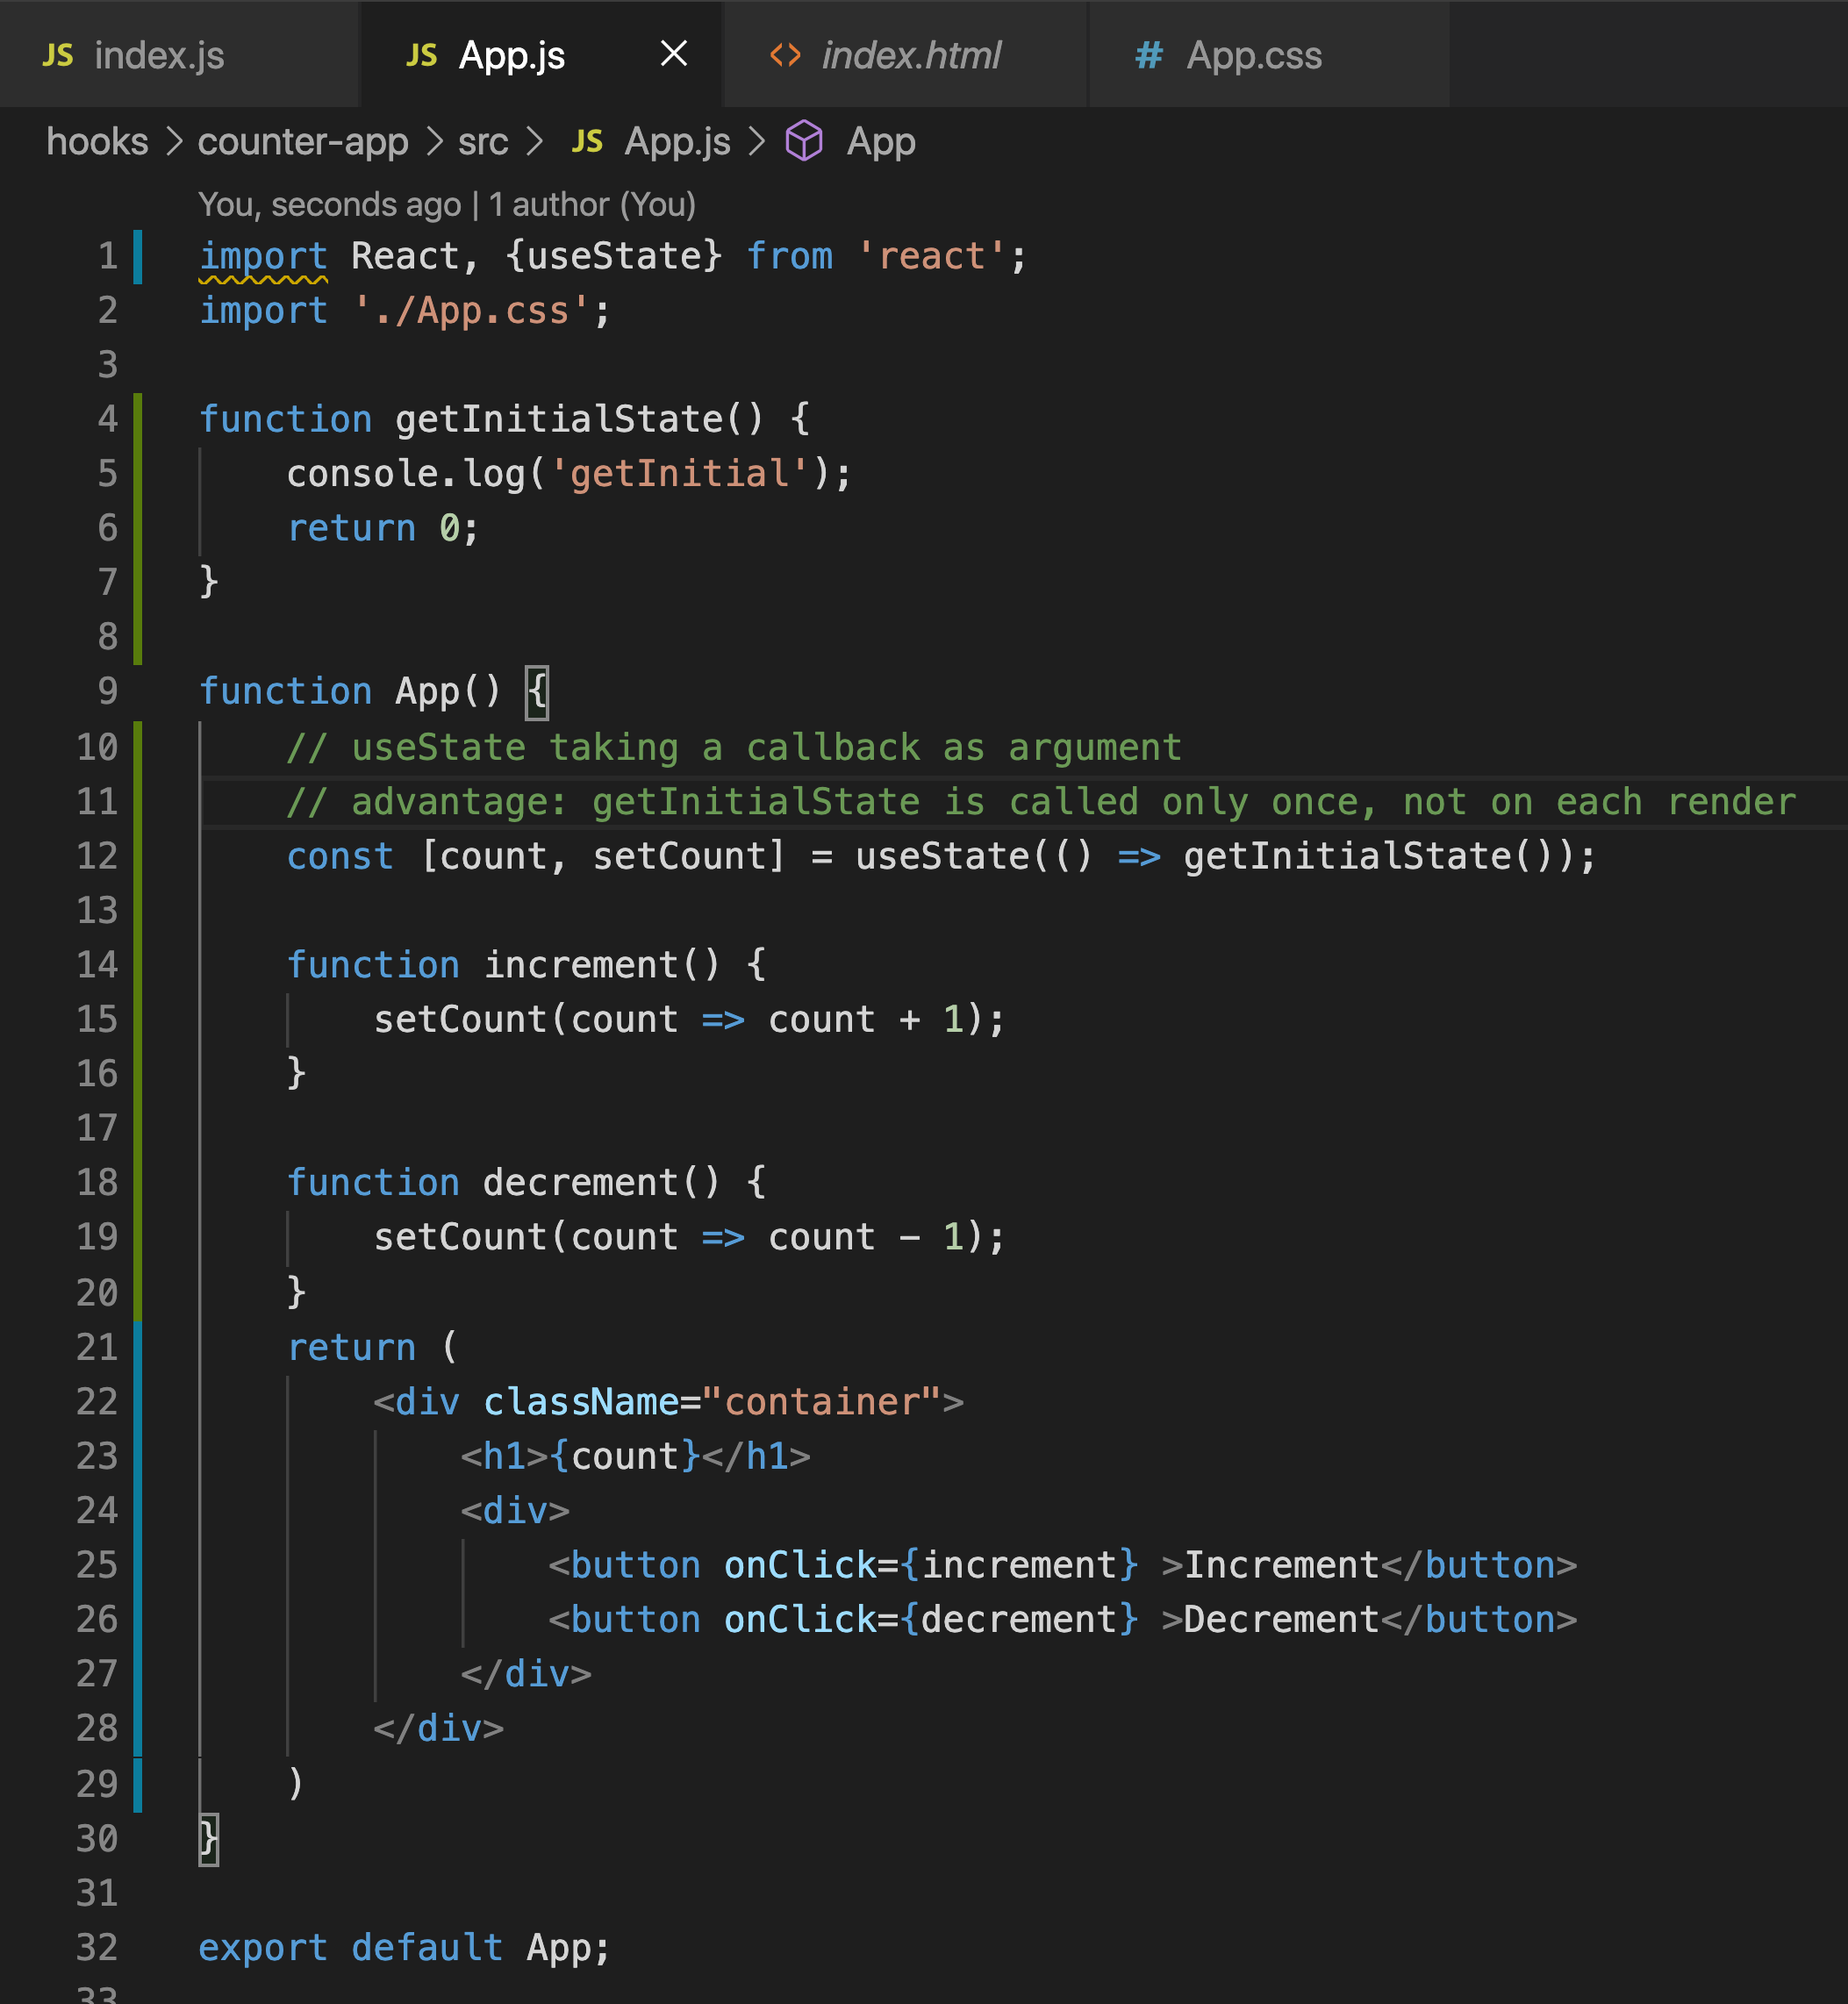 JS index.js JS App.js × <> index.html # App.css
hooks > counter-app > src > JS App.js > App
You, seconds ago | 1 author (You)
1 import React, {useState} from 'react';
2 import './App.css';
3
4 function getInitialState() {
5     console.log('getInitial');
6     return 0;
7 }
8
9 function App() {
10     // useState taking a callback as argument
11     // advantage: getInitialState is called only once, not on each render
12     const [count, setCount] = useState(() => getInitialState());
13
14     function increment() {
15         setCount(count => count + 1);
16     }
17
18     function decrement() {
19         setCount(count => count - 1);
20     }
21     return (
22         <div className="container">
23             <h1>{count}</h1>
24             <div>
25                 <button onClick={increment} >Increment</button>
26                 <button onClick={decrement} >Decrement</button>
27             </div>
28         </div>
29     )
30 }
31
32 export default App;
33